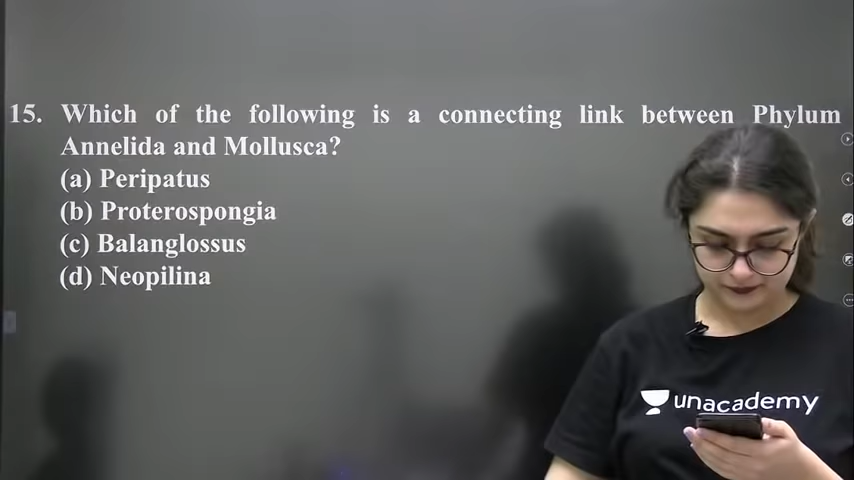 15. Which of the following is a connecting link between Phylum
Annelida and Mollusca?
(a) Peripatus
(b) Proterospongia
(c) Balanglossus
(d) Neopilina
unacademy